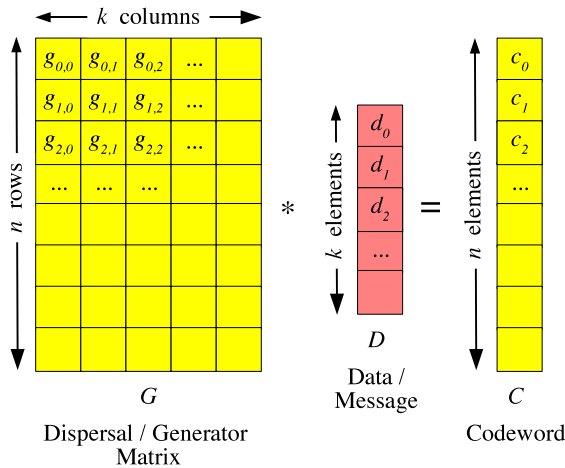 k columns
g0,0 g0,1 g0,2 ...
g1,0 g1,1 g1,2 ...
g2,0 g2,1 g2,2 ...
... ... ...
n rows
G
Dispersal / Generator
Matrix
*
k elements
d0
d1
d2
...
D
Data /
Message
=
n elements
c0
c1
c2
...
C
Codeword